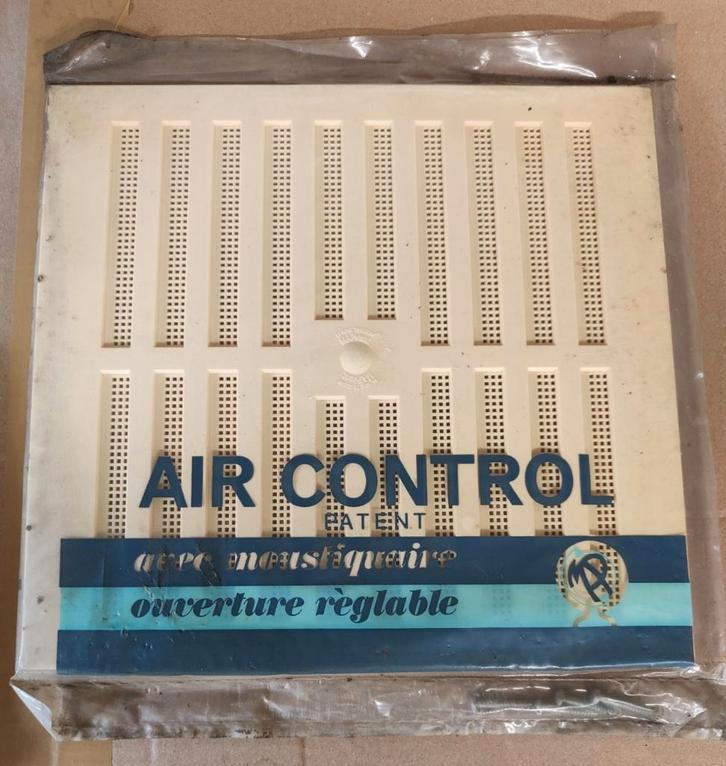 AIR CONTROL
PATENT
avec moustiquaire
ouverture règlable